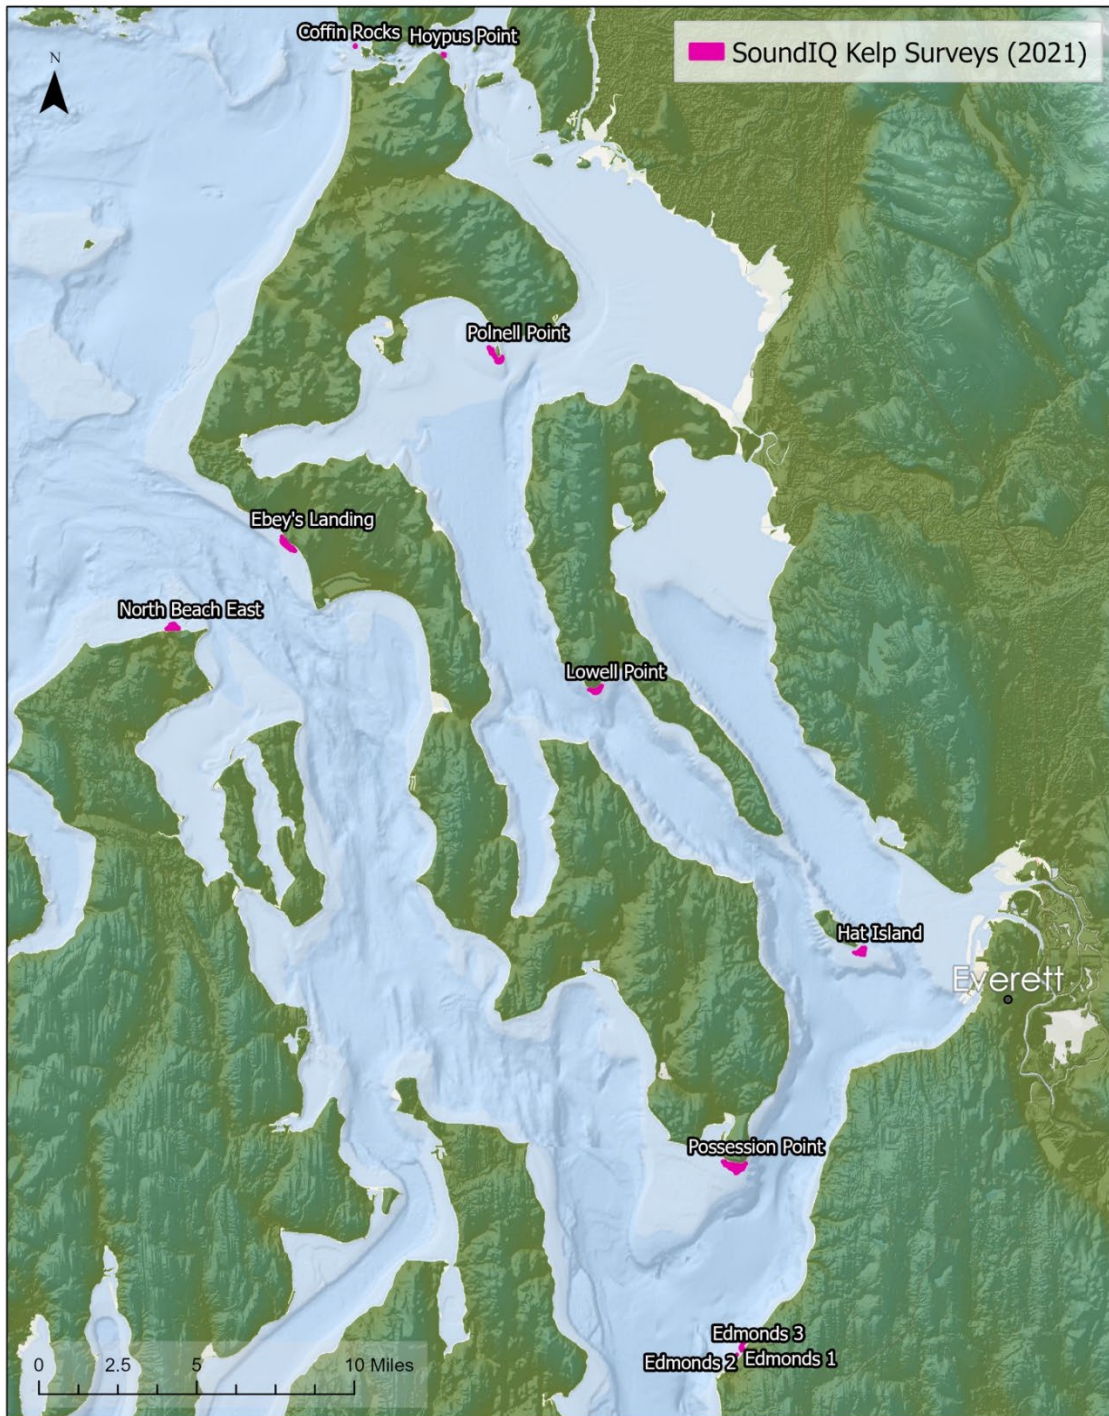 Coffin Rocks
Hoypus Point
N
SoundIQ Kelp Surveys (2021)
Polnell Point
Ebey's Landing
North Beach East
Lowell Point
Hat Island
Everett
Possession Point
Edmonds 3
Edmonds 2
Edmonds 1
0 2.5 5 10 Miles